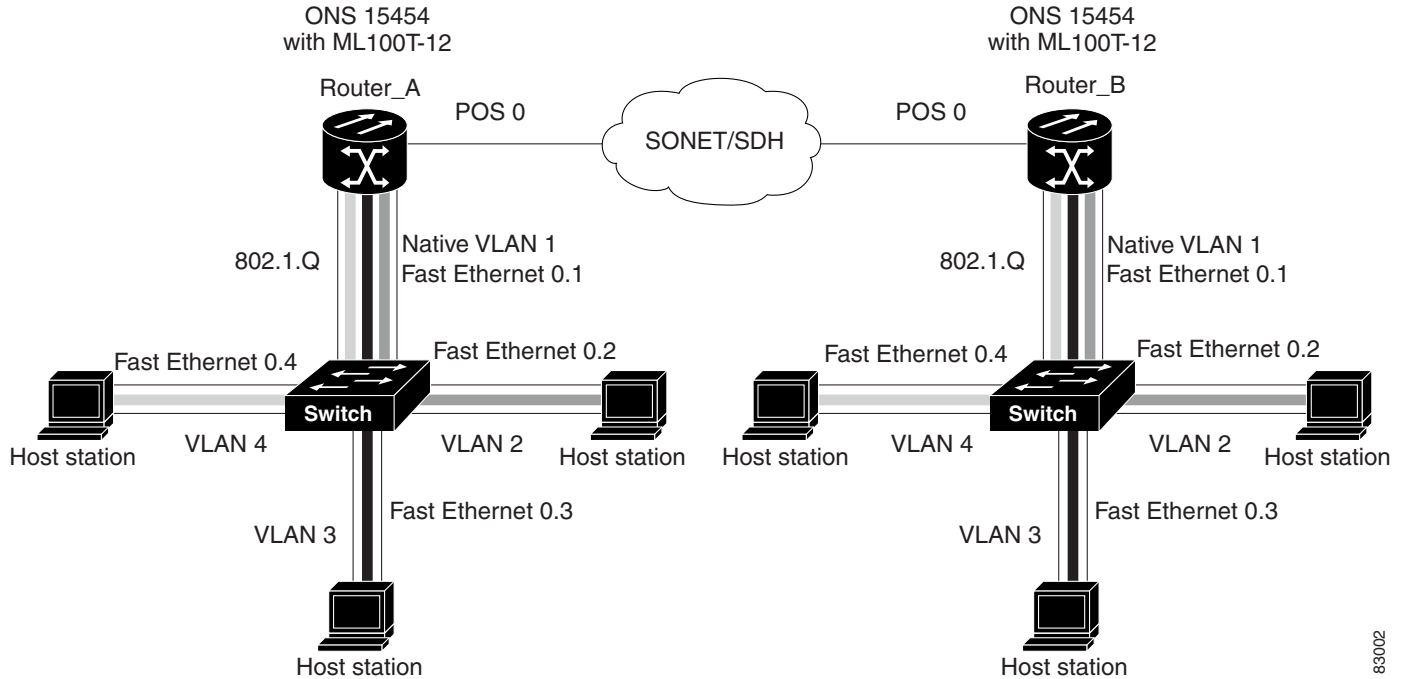 ONS 15454
with ML100T-12
ONS 15454
with ML100T-12
Router_A
Router_B
POS 0
SONET/SDH
POS 0
802.1.Q
Native VLAN 1
Fast Ethernet 0.1
802.1.Q
Native VLAN 1
Fast Ethernet 0.1
Fast Ethernet 0.4
Fast Ethernet 0.2
Fast Ethernet 0.4
Fast Ethernet 0.2
Switch
Switch
Host station
VLAN 4
VLAN 2
Host station
Host station
VLAN 4
VLAN 2
Host station
VLAN 3
Fast Ethernet 0.3
VLAN 3
Fast Ethernet 0.3
Host station
Host station
83002